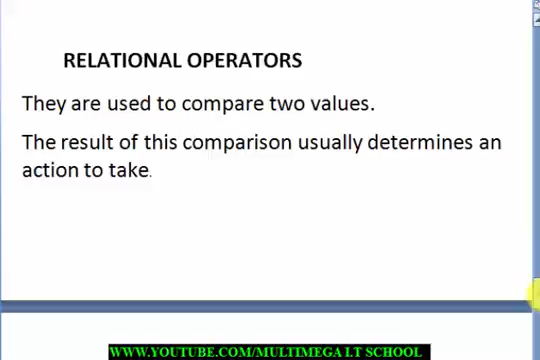 RELATIONAL OPERATORS
They are used to compare two values.
The result of this comparison usually determines an
action to take.
WWW.YOUTUBE.COM/MULTIMEGA I.T SCHOOL